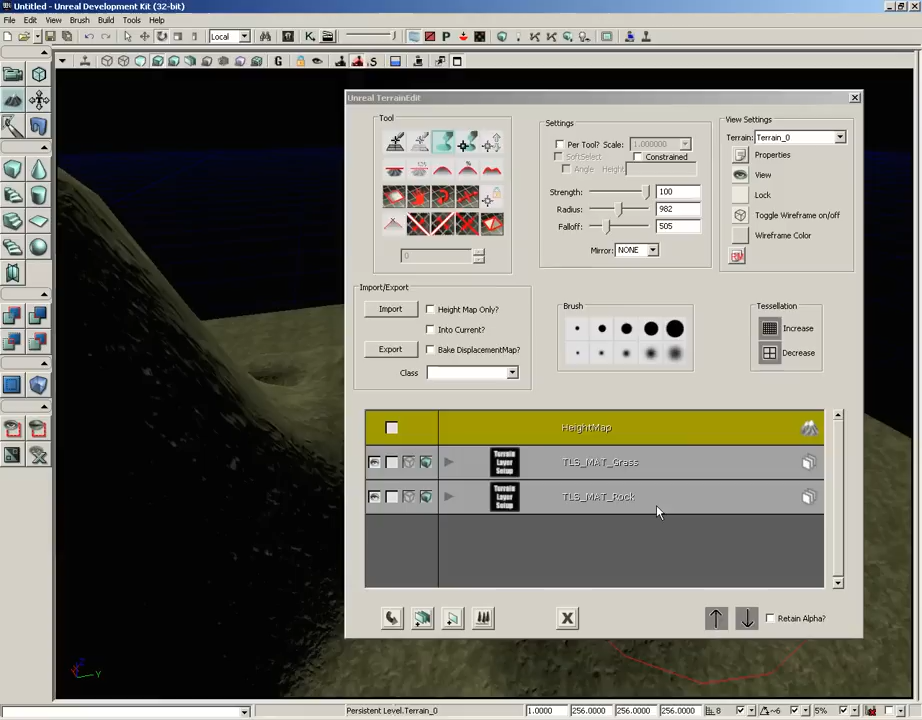 Untitled - Unreal Development Kit (32-bit)
File Edit View Brush Build Tools Help
Local
K
P
G
S
Unreal TerrainEdit
Tool
Settings
View Settings
Per Tool? Scale: 1.000000
SoftSelect Constrained
Angle Height
Strength: 100
Radius: 982
Falloff: 505
Mirror: NONE
Terrain: Terrain_0
Properties
View
Lock
Toggle Wireframe on/off
Wireframe Color
0
Import/Export
Import Height Map Only?
Into Current?
Export Bake DisplacementMap?
Class
Brush
Tessellation
Increase
Decrease
HeightMap
Terrain
Layer
Setup
TLS_MAT_Grass
Terrain
Layer
Setup
TLS_MAT_Rock
X
Retain Alpha?
Z
Y
Persistent Level.Terrain_0 1.0000 256.0000 256.0000 256.0000 8 6 5%